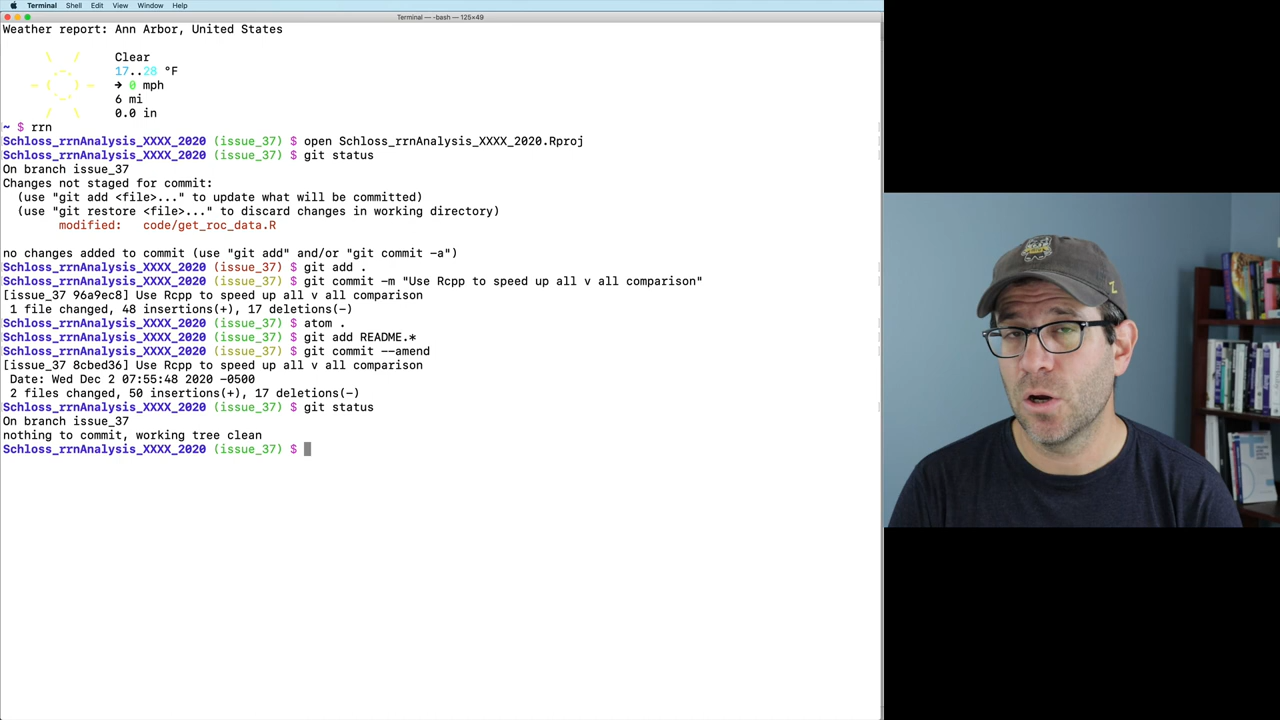 Terminal Shell Edit View Window Help
Terminal — -bash — 125×49
Weather report: Ann Arbor, United States
Clear
17..28 °F
→ 0 mph
6 mi
0.0 in
~ $ rrn
Schloss_rrnAnalysis_XXXX_2020 (issue_37) $ open Schloss_rrnAnalysis_XXXX_2020.Rproj
Schloss_rrnAnalysis_XXXX_2020 (issue_37) $ git status
On branch issue_37
Changes not staged for commit:
(use "git add <file>..." to update what will be committed)
(use "git restore <file>..." to discard changes in working directory)
modified: code/get_roc_data.R
no changes added to commit (use "git add" and/or "git commit -a")
Schloss_rrnAnalysis_XXXX_2020 (issue_37) $ git add .
Schloss_rrnAnalysis_XXXX_2020 (issue_37) $ git commit -m "Use Rcpp to speed up all v all comparison"
[issue_37 96a9ec8] Use Rcpp to speed up all v all comparison
1 file changed, 48 insertions(+), 17 deletions(-)
Schloss_rrnAnalysis_XXXX_2020 (issue_37) $ atom .
Schloss_rrnAnalysis_XXXX_2020 (issue_37) $ git add README.*
Schloss_rrnAnalysis_XXXX_2020 (issue_37) $ git commit --amend
[issue_37 8cbed36] Use Rcpp to speed up all v all comparison
Date: Wed Dec 2 07:55:48 2020 -0500
2 files changed, 50 insertions(+), 17 deletions(-)
Schloss_rrnAnalysis_XXXX_2020 (issue_37) $ git status
On branch issue_37
nothing to commit, working tree clean
Schloss_rrnAnalysis_XXXX_2020 (issue_37) $